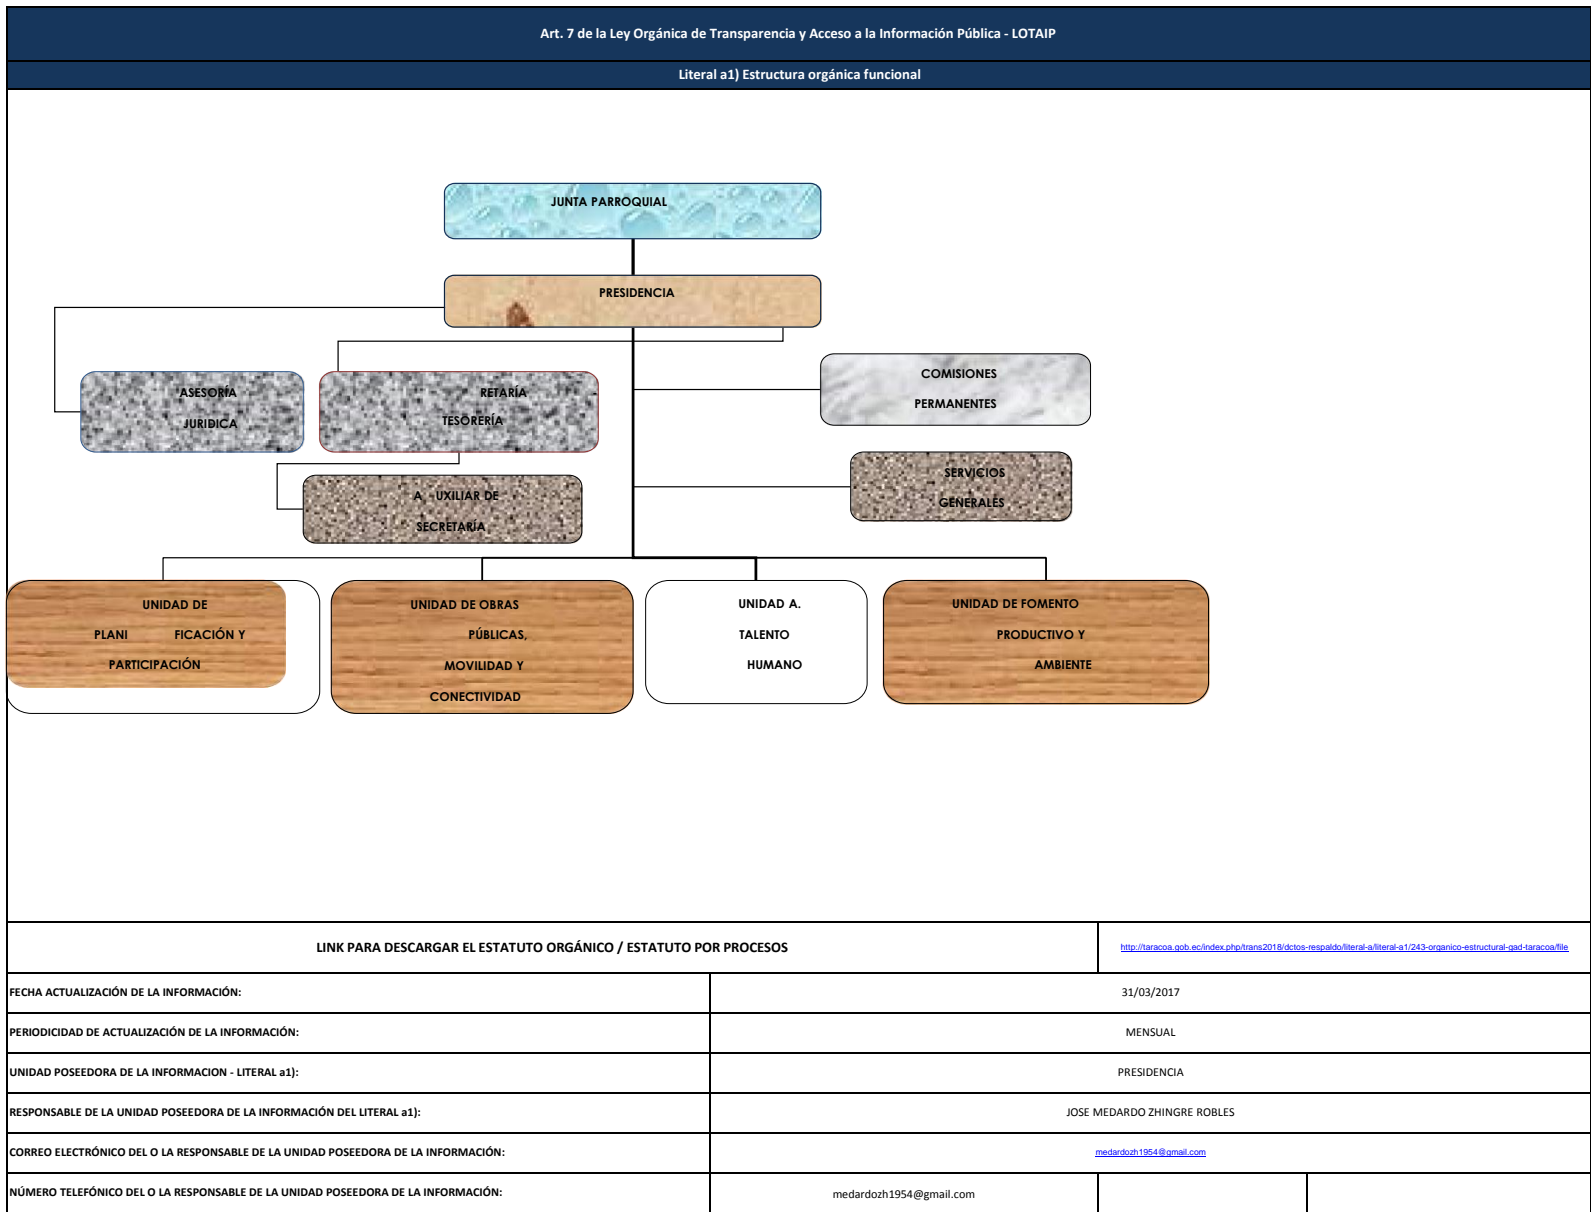 Art. 7 de la Ley Orgánica de Transparencia y Acceso a la Información Pública - LOTAIP
Literal a1) Estructura orgánica funcional
JUNTA PARROQUIAL
PRESIDENCIA
ASESORÍA
JURIDICA
RETARÍA
TESORERÍA
COMISIONES
PERMANENTES
SERVICIOS
GENERALES
A UXILIAR DE
SECRETARÍA
UNIDAD DE
PLANI FICACIÓN Y
PARTICIPACIÓN
UNIDAD DE OBRAS
PÚBLICAS,
MOVILIDAD Y
CONECTIVIDAD
UNIDAD A.
TALENTO
HUMANO
UNIDAD DE FOMENTO
PRODUCTIVO Y
AMBIENTE
LINK PARA DESCARGAR EL ESTATUTO ORGÁNICO / ESTATUTO POR PROCESOS
http://taracoa.gob.ec/index.php/trans2018/dctos-respaldo/literal-a/literal-a1/243-organico-estructural-gad-taracoa/file
FECHA ACTUALIZACIÓN DE LA INFORMACIÓN:
31/03/2017
PERIODICIDAD DE ACTUALIZACIÓN DE LA INFORMACIÓN:
MENSUAL
UNIDAD POSEEDORA DE LA INFORMACION - LITERAL a1):
PRESIDENCIA
RESPONSABLE DE LA UNIDAD POSEEDORA DE LA INFORMACIÓN DEL LITERAL a1):
JOSE MEDARDO ZHINGRE ROBLES
CORREO ELECTRÓNICO DEL O LA RESPONSABLE DE LA UNIDAD POSEEDORA DE LA INFORMACIÓN:
medardozh1954@gmail.com
NÚMERO TELEFÓNICO DEL O LA RESPONSABLE DE LA UNIDAD POSEEDORA DE LA INFORMACIÓN:
medardozh1954@gmail.com